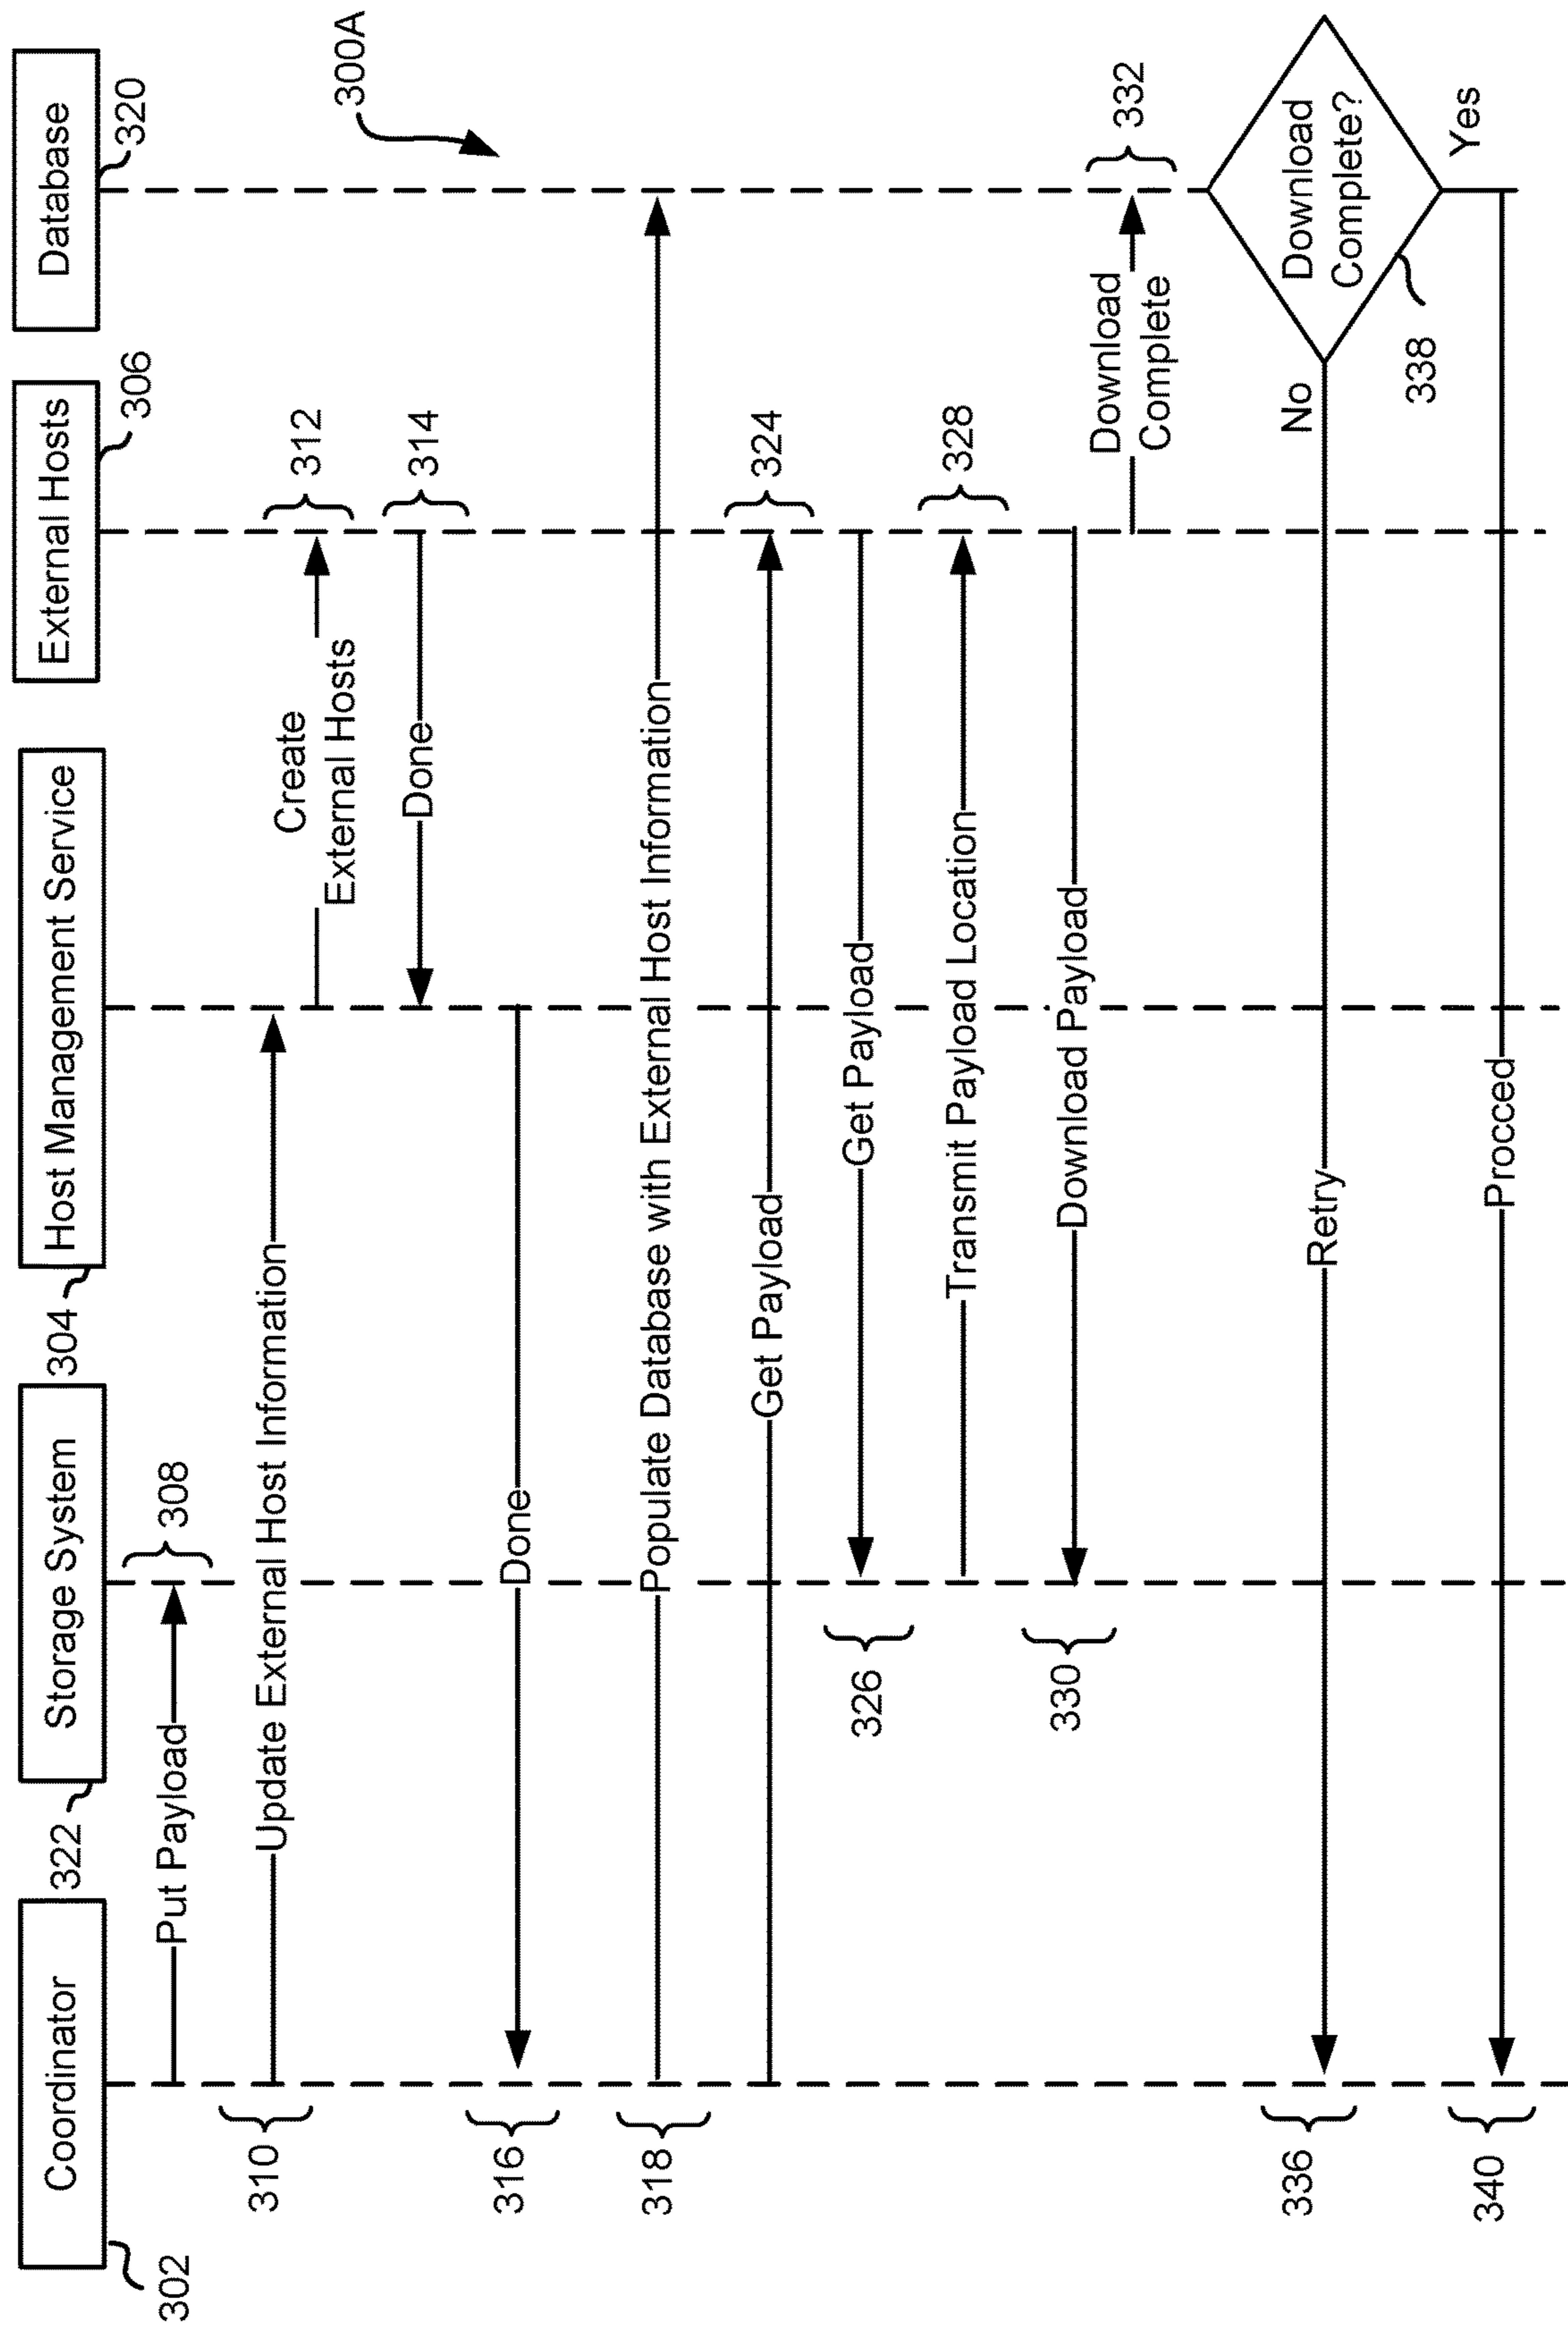 Coordinator
302
Storage System
322
Host Management Service
304
External Hosts
306
Database
320
300A
Put Payload
308
Update External Host Information
310
Create
External Hosts
312
Done
314
Done
316
Populate Database with External Host Information
318
Get Payload
324
Get Payload
326
Transmit Payload Location
328
Download Payload
330
Download
Complete
332
Download
Complete?
338
No
Retry
336
Yes
Procced
340